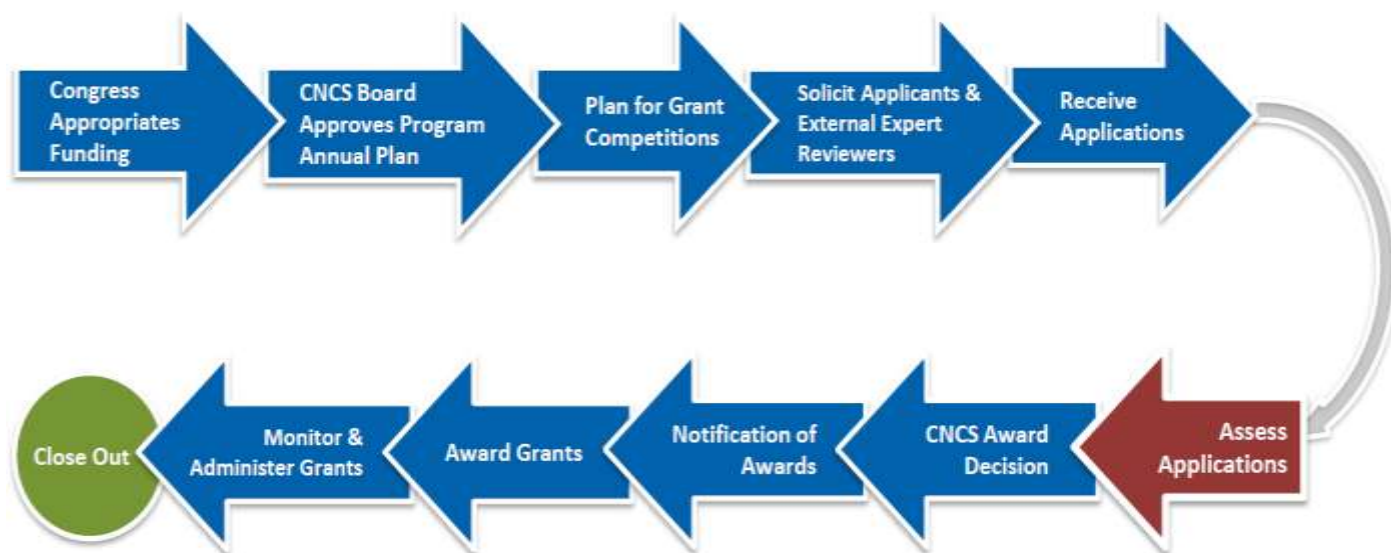 Congress
Appropriates
Funding
CNCS Board
Approves Program
Annual Plan
Plan for Grant
Competitions
Solicit Applicants &
External Expert
Reviewers
Receive
Applications
Assess
Applications
CNCS Award
Decision
Notification of
Awards
Award Grants
Monitor &
Administer Grants
Close Out